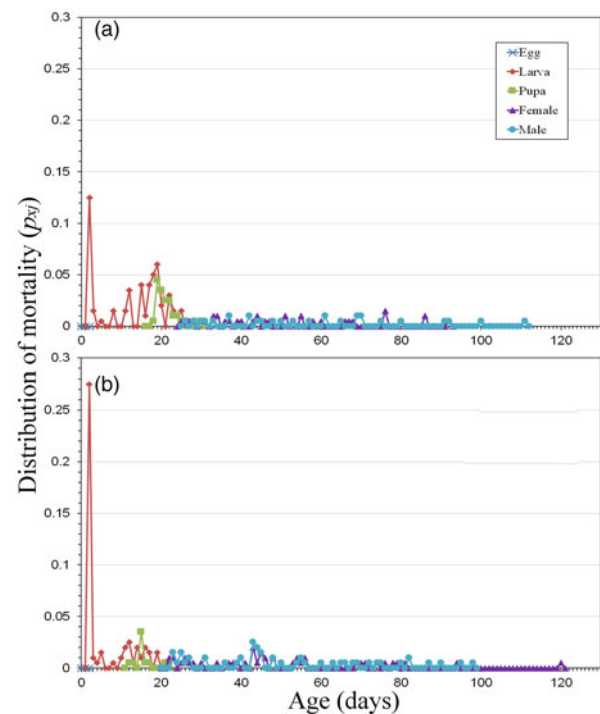 Distribution of mortality (pxj)
(a)
0.3
0.25
0.2
0.15
0.1
0.05
0
Egg
Larva
Pupa
Female
Male
0 20 40 60 80 100 120
(b)
0.3
0.25
0.2
0.15
0.1
0.05
0
0 20 40 60 80 100 120
Age (days)